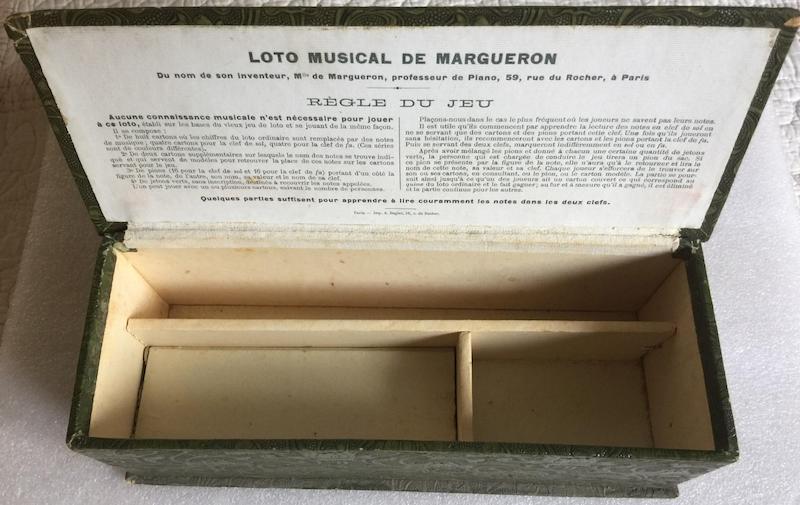 LOTO MUSICAL DE MARGUERON
Du nom de son inventeur, Mlle de Margueron, professeur de Piano, 59, rue du Rocher, à Paris
RÈGLE DU JEU
Aucune connaissance musicale n'est nécessaire pour jouer
à ce loto, établi sur les bases du vieux jeu de loto et se jouant de la même façon.
Il se compose :
1° De huit cartons où les chiffres du loto ordinaire sont remplacés par des notes
de musique ; quatre cartons pour la clef de sol, quatre pour la clef de fa. (Ces séries
sont de couleurs différentes).
2° De deux cartons supplémentaires sur lesquels le nom des notes se trouve indi-
qué et qui servent de modèles pour retrouver la place de ces notes sur les cartons
servant pour le jeu.
3° De pions (16 pour la clef de sol et 16 pour la clef de fa) portant d'un côté la
figure de la note, de l'autre, son nom, sa valeur et le nom de sa clef.
4° De jetons verts, sans inscription, destinés à recouvrir les notes appelées.
On peut jouer avec un ou plusieurs cartons, suivant le nombre de personnes.
Plaçons-nous dans le cas le plus fréquent où les joueurs ne savent pas leurs notes.
Il est utile qu'ils commencent par apprendre la lecture des notes en clef de sol en
ne se servant que des cartons et des pions portant cette clef. Une fois qu'ils joueront
sans hésitation, ils recommenceront avec les cartons et les pions portant la clef de fa.
Puis se servant des deux clefs, marqueront indifféremment en sol ou en fa.
Après avoir mélangé les pions et donné à chacun une certaine quantité de jetons
verts, la personne qui est chargée de conduire le jeu tirera un pion du sac. Si
ce pion se présente par la figure de la note, elle n'aura qu'à le retourner et lira le
nom de cette note, sa valeur et sa clef. Chaque joueur s'efforcera de le trouver sur
son ou ses cartons, en consultant, ou le pion, ou le carton modèle. La partie se pour-
suit ainsi jusqu'à ce qu'un des joueurs ait un carton couvert ce qui correspond au
quine du loto ordinaire et le fait gagner ; au fur et à mesure qu'il a gagné, il est éliminé
et la partie continue pour les autres.
Quelques parties suffisent pour apprendre à lire couramment les notes dans les deux clefs.
Paris. — Imp. r. du Rocher.